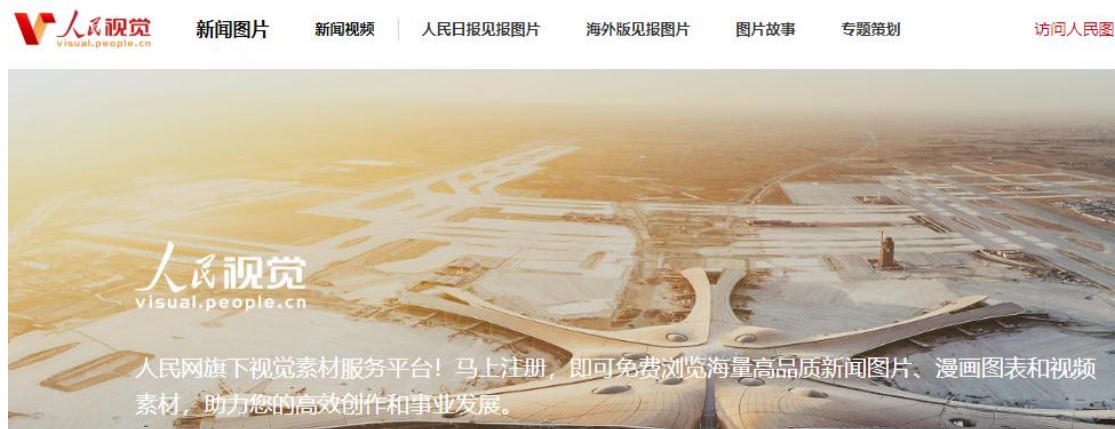 人民视觉
visual.people.cn
新闻图片 新闻视频 人民日报见报图片 海外版见报图片 图片故事 专题策划 访问人民图
人民视觉
visual.people.cn
人民网旗下视觉素材服务平台！马上注册，即可免费浏览海量高品质新闻图片、漫画图表和视频
素材，助力您的高效创作和事业发展。